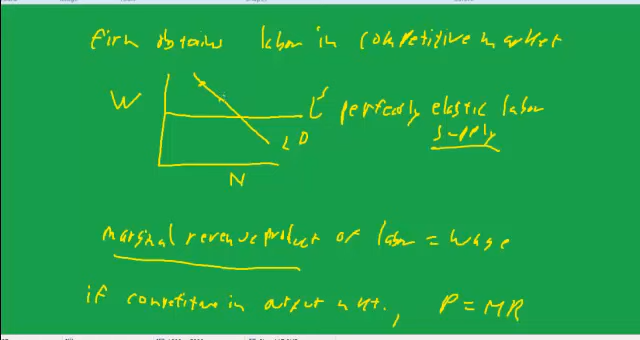 firm obtains labor in competitive market
W
L^S perfectly elastic labor
supply
L D
N
marginal revenue product of labor = wage
if competitive in output mkt., P = MR